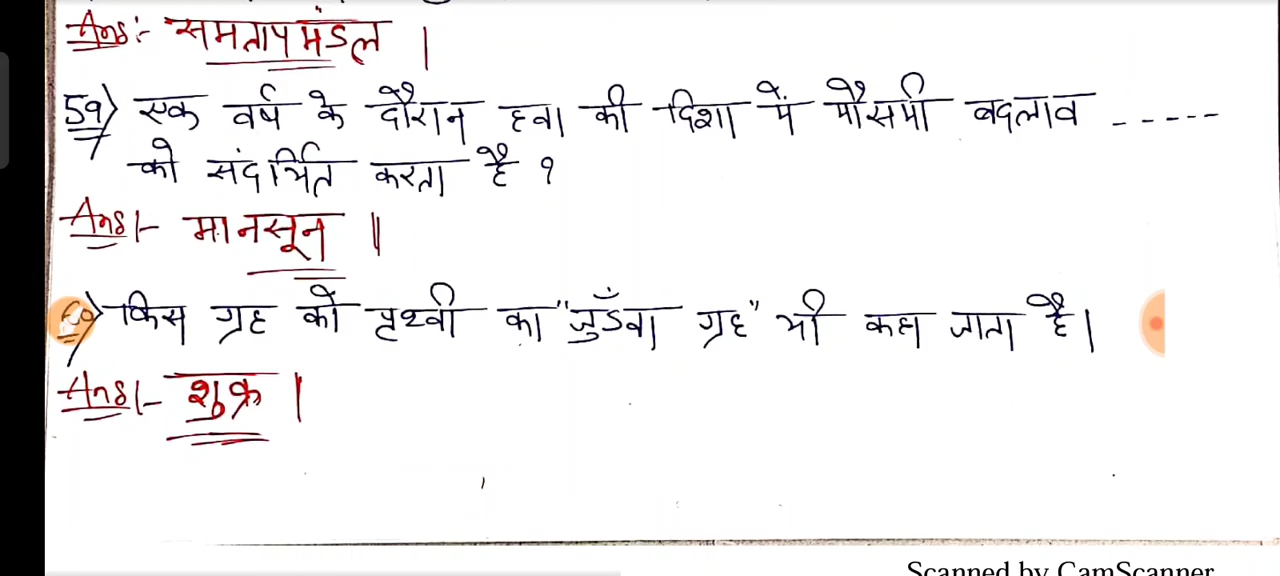 Ans:- समताप मंडल |
59) एक वर्ष के दौरान हवा की दिशा में मौसमी बदलाव -----
को संदर्भित करता है ?
Ans:- मानसून ||
60) किस ग्रह को पृथ्वी का "जुड़ँवा ग्रह" भी कहा जाता है।
Ans:- शुक्र |
Scanned by CamScanner